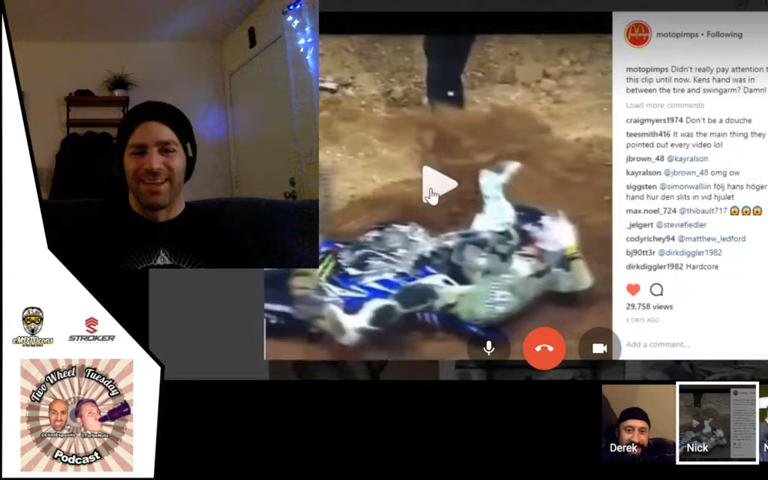 motopimps • Following
motopimps Didn't really pay attention t
this clip until now. Kens hand was in
between the tire and swingarm? Damn!
Load more comments
craigmyers1974 Don't be a douche
teesmith416 It was the main thing they
pointed out every video lol
jbrown_48 @kayralson
kayralson @jbrown_48 omg ow
siggsten @simonwalliin följ hans höger
hand hur den slits in vid hjulet
max.noel_724 @thibault717 😱😱😱
_jelgert @steviefiedler
codyrichey94 @matthew_ledford
bj90tt3r @dirkdiggler1982
dirkdiggler1982 Hardcore
29,758 views
3 DAYS AGO
Add a comment...
STROKER
Two Wheel Tuesday
Podcast
Derek
Nick
N